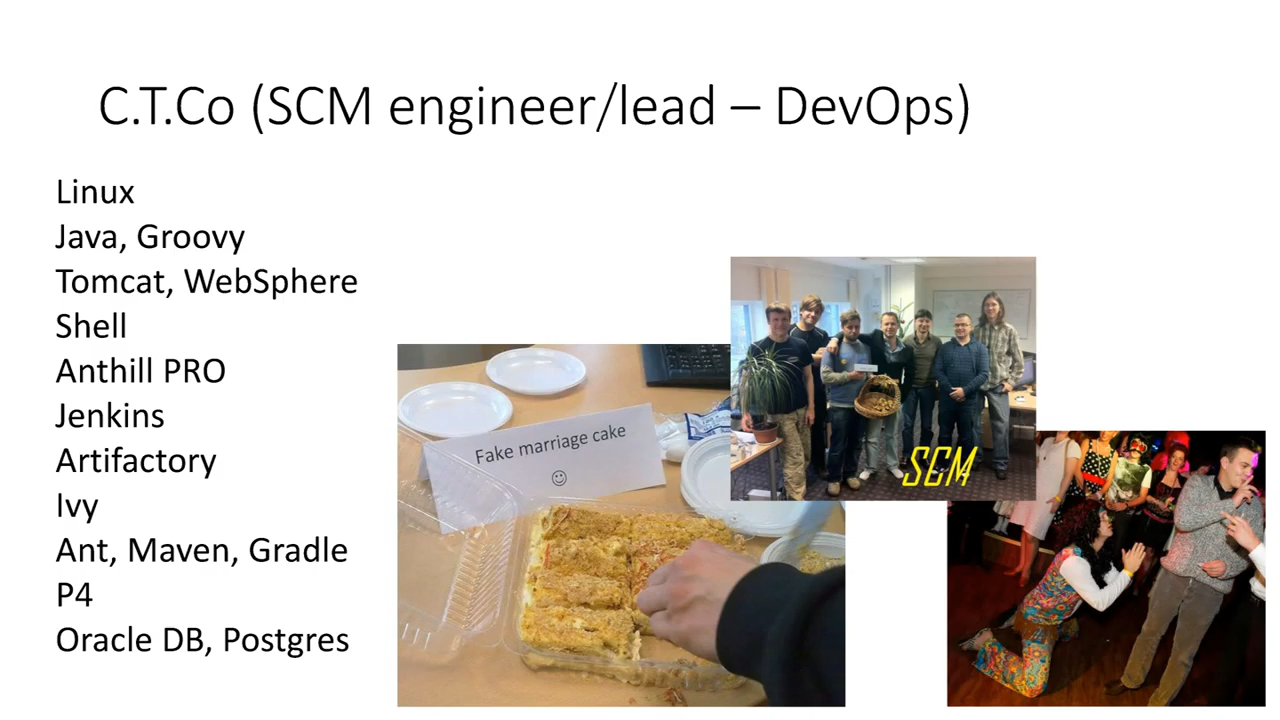 C.T.Co (SCM engineer/lead – DevOps)
Linux
Java, Groovy
Tomcat, WebSphere
Shell
Anthill PRO
Jenkins
Artifactory
Ivy
Ant, Maven, Gradle
P4
Oracle DB, Postgres
Fake marriage cake
☺
SCM